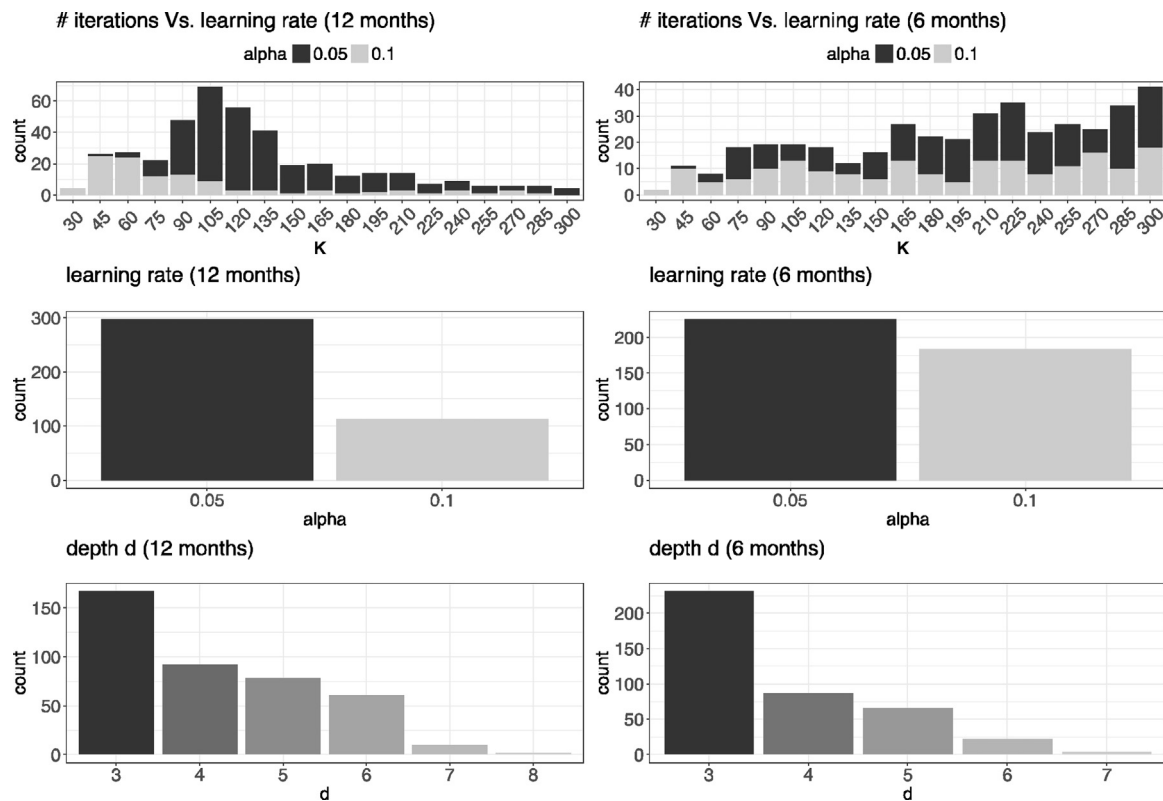 # iterations Vs. learning rate (12 months)
alpha 0.05 0.1
count
60
40
20
0
30 45 60 75 90 105 120 135 150 165 180 195 210 225 240 255 270 285 300
K
# iterations Vs. learning rate (6 months)
alpha 0.05 0.1
count
40
30
20
10
0
30 45 60 75 90 105 120 135 150 165 180 195 210 225 240 255 270 285 300
K
learning rate (12 months)
count
300
200
100
0
0.05 0.1
alpha
learning rate (6 months)
count
200
150
100
50
0
0.05 0.1
alpha
depth d (12 months)
count
150
100
50
0
3 4 5 6 7 8
d
depth d (6 months)
count
200
150
100
50
0
3 4 5 6 7
d